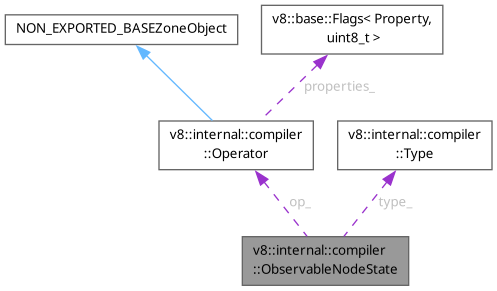 NON_EXPORTED_BASEZoneObject
v8::base::Flags< Property,
uint8_t >
properties_
v8::internal::compiler
::Operator
v8::internal::compiler
::Type
op_
type_
v8::internal::compiler
::ObservableNodeState